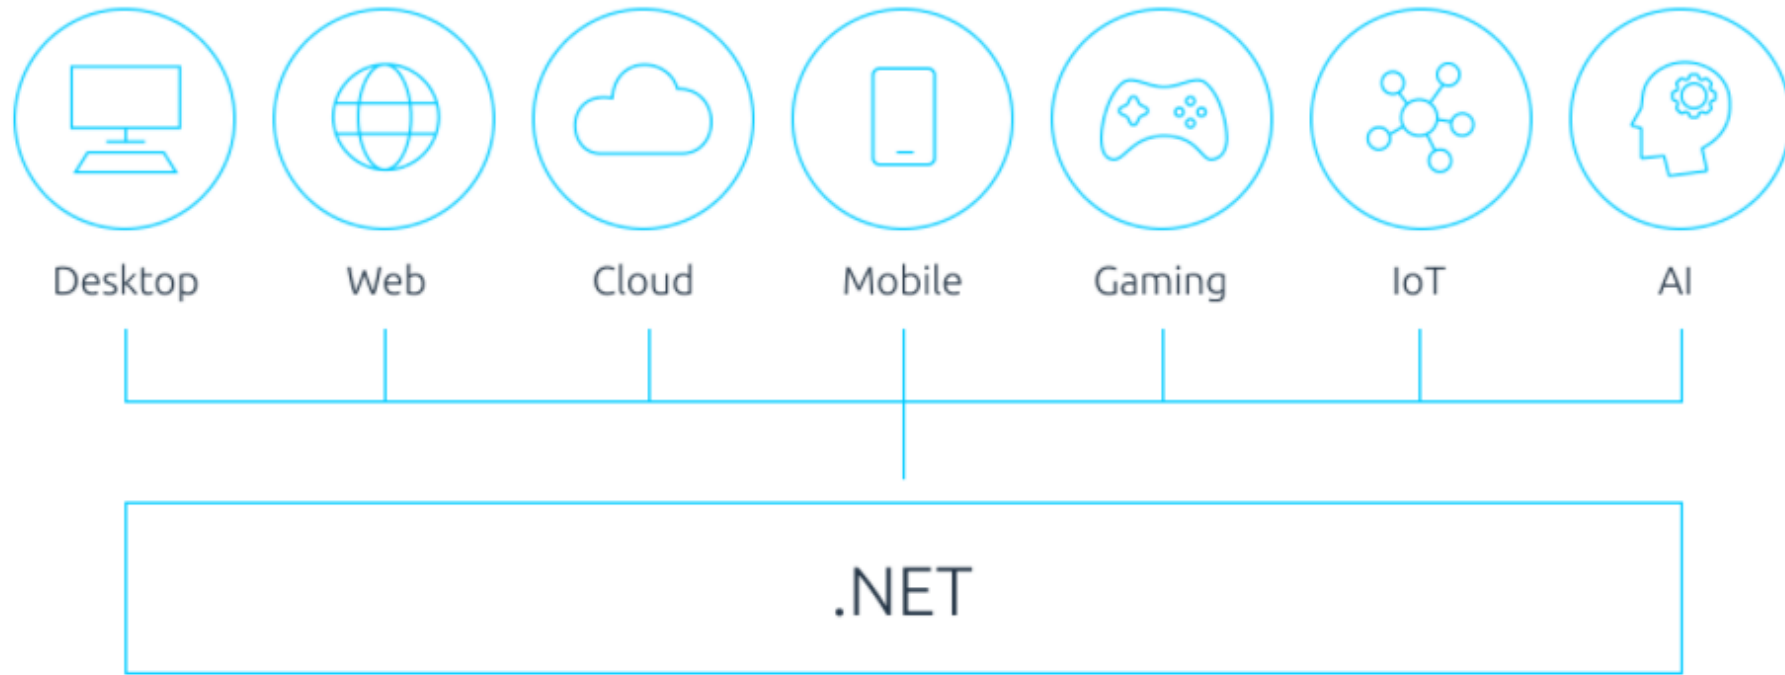 Desktop
Web
Cloud
Mobile
Gaming
IoT
AI
.NET